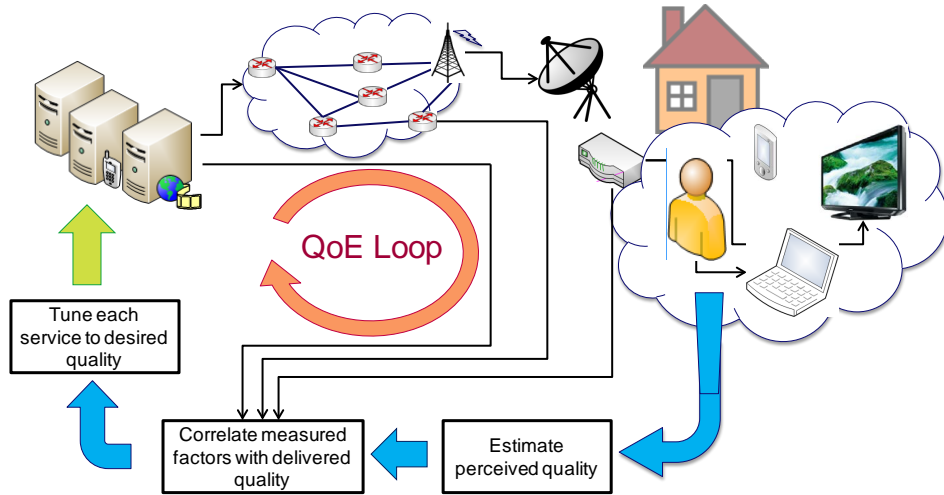 QoE Loop
Tune each
service to desired
quality
Correlate measured
factors with delivered
quality
Estimate
perceived quality